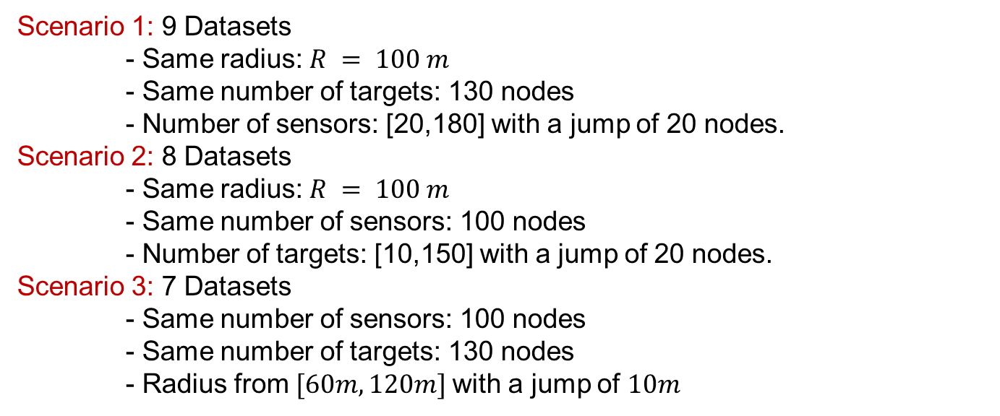 Scenario 1: 9 Datasets
- Same radius: R = 100 m
- Same number of targets: 130 nodes
- Number of sensors: [20,180] with a jump of 20 nodes.
Scenario 2: 8 Datasets
- Same radius: R = 100 m
- Same number of sensors: 100 nodes
- Number of targets: [10,150] with a jump of 20 nodes.
Scenario 3: 7 Datasets
- Same number of sensors: 100 nodes
- Same number of targets: 130 nodes
- Radius from [60m, 120m] with a jump of 10m